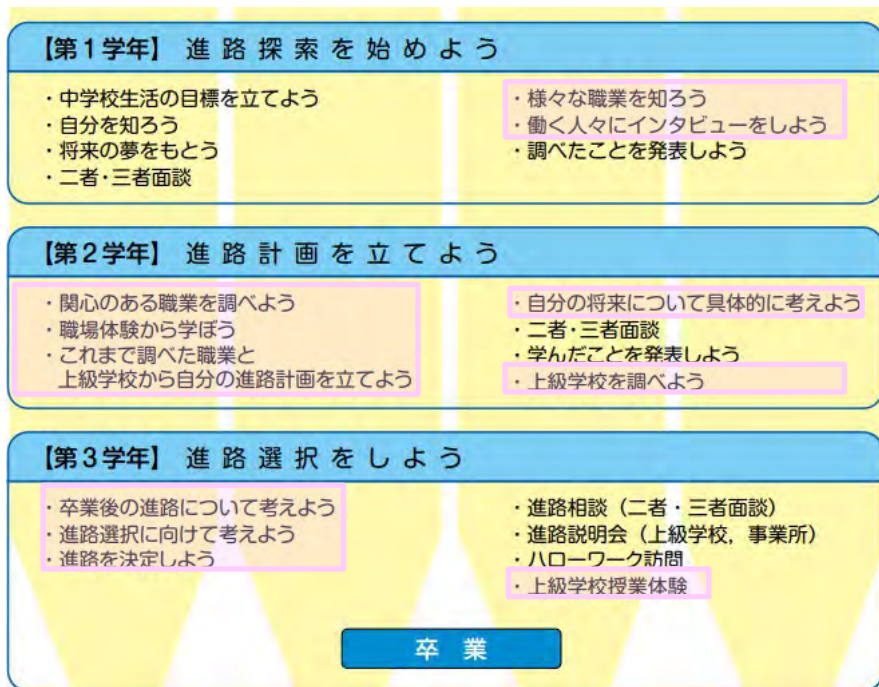 【第1学年】 進路探索を始めよう
・中学校生活の目標を立てよう
・自分を知ろう
・将来の夢をもとう
・二者・三者面談
・様々な職業を知ろう
・働く人々にインタビューをしよう
・調べたことを発表しよう
【第2学年】 進路計画を立てよう
・関心のある職業を調べよう
・職場体験から学ぼう
・これまで調べた職業と
上級学校から自分の進路計画を立てよう
・自分の将来について具体的に考えよう
・二者・三者面談
・学んだことを発表しよう
・上級学校を調べよう
【第3学年】 進路選択をしよう
・卒業後の進路について考えよう
・進路選択に向けて考えよう
・進路を決定しよう
・進路相談（二者・三者面談）
・進路説明会（上級学校，事業所）
・ハローワーク訪問
・上級学校授業体験
卒業